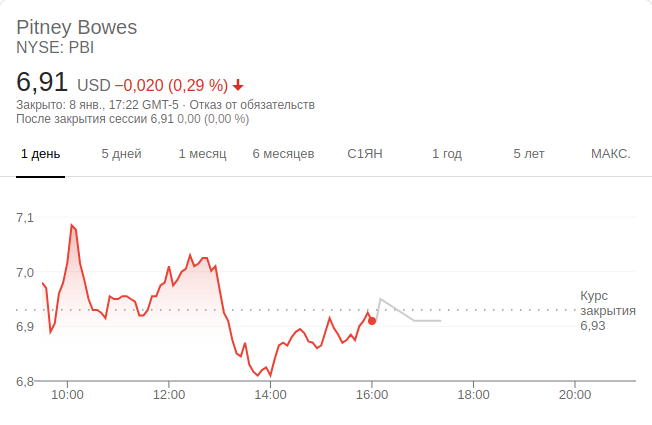 Pitney Bowes
NYSE: PBI
6,91 USD −0,020 (0,29 %)
Закрыто: 8 янв., 17:22 GMT-5 · Отказ от обязательств
После закрытия сессии 6,91 0,00 (0,00 %)
1 день 5 дней 1 месяц 6 месяцев С1ЯН 1 год 5 лет МАКС.
7,1
7,0
Курс
закрытия
6,93
6,9
6,8
10:00 12:00 14:00 16:00 18:00 20:00